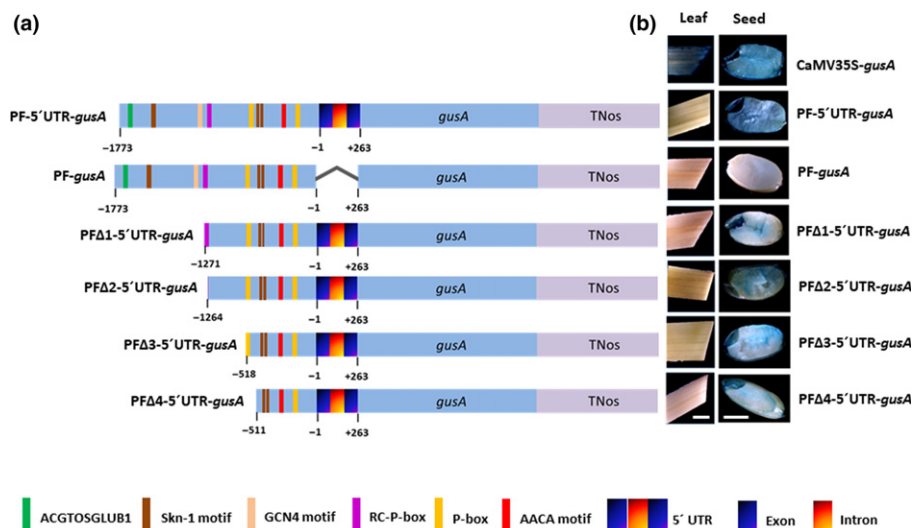 (a)
(b)
Leaf Seed
CaMV35S-gusA
PF-5´UTR-gusA
gusA
TNos
PF-5´UTR-gusA
−1773
−1
+263
PF-gusA
gusA
TNos
PF-gusA
−1773
−1
+263
PFΔ1-5´UTR-gusA
gusA
TNos
PFΔ1-5´UTR-gusA
−1271
−1
+263
PFΔ2-5´UTR-gusA
gusA
TNos
PFΔ2-5´UTR-gusA
−1264
−1
+263
PFΔ3-5´UTR-gusA
gusA
TNos
PFΔ3-5´UTR-gusA
−518
−1
+263
PFΔ4-5´UTR-gusA
gusA
TNos
PFΔ4-5´UTR-gusA
−511
−1
+263
ACGTOSGLUB1 Skn-1 motif GCN4 motif RC-P-box P-box AACA motif 5´ UTR Exon Intron